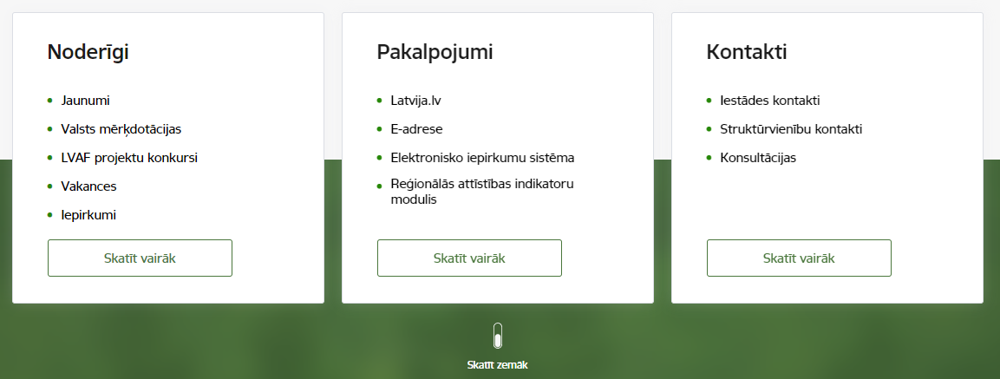 Noderīgi
Jaunumi
Valsts mērķdotācijas
LVAF projektu konkursi
Vakances
Iepirkumi
Skatīt vairāk
Pakalpojumi
Latvija.lv
E-adrese
Elektronisko iepirkumu sistēma
Reģionālās attīstības indikatoru
modulis
Skatīt vairāk
Kontakti
Iestādes kontakti
Struktūrvienību kontakti
Konsultācijas
Skatīt vairāk
Skatīt zemāk